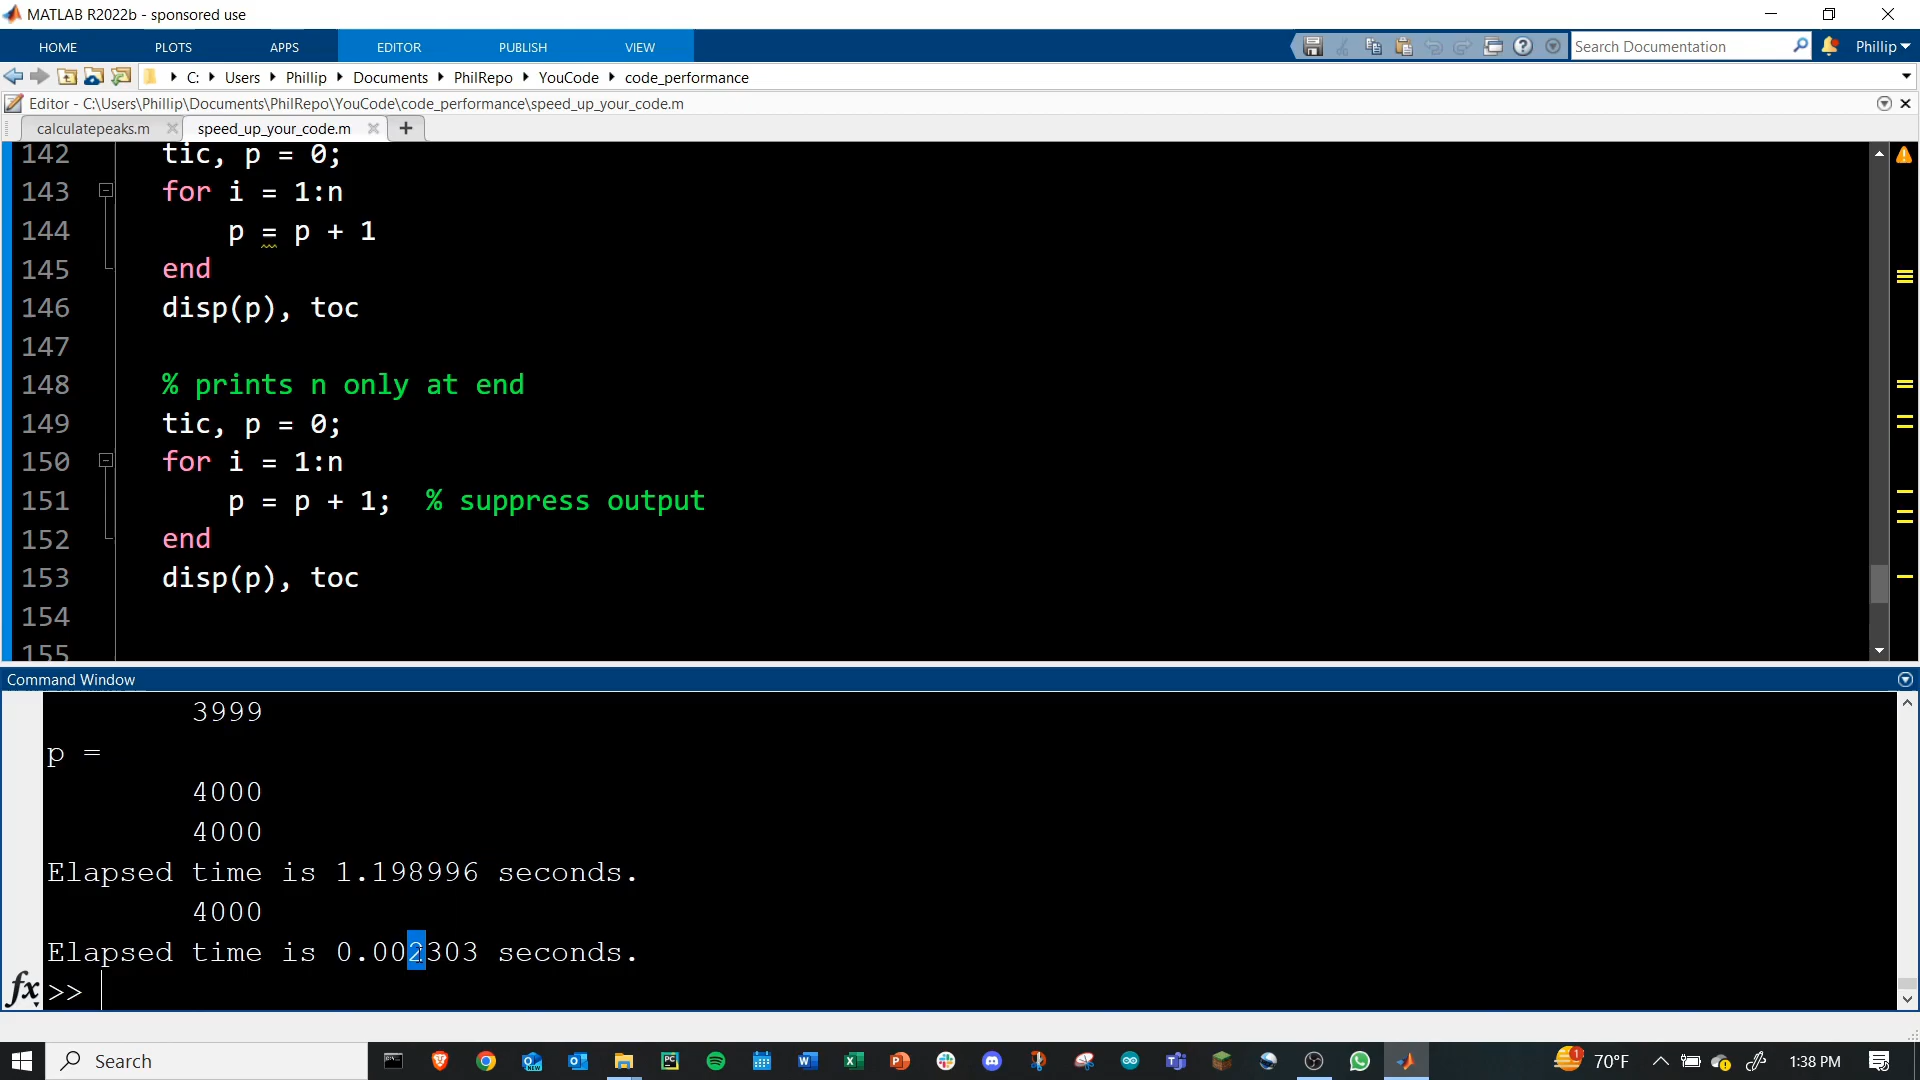 MATLAB R2022b - sponsored use
HOME PLOTS APPS EDITOR PUBLISH VIEW Search Documentation Phillip
C: Users Phillip Documents PhilRepo YouCode code_performance
Editor - C:\Users\Phillip\Documents\PhilRepo\YouCode\code_performance\speed_up_your_code.m
calculatepeaks.m speed_up_your_code.m
142 tic, p = 0;
143 for i = 1:n
144 p = p + 1
145 end
146 disp(p), toc
147
148 % prints n only at end
149 tic, p = 0;
150 for i = 1:n
151 p = p + 1; % suppress output
152 end
153 disp(p), toc
154
155
Command Window
3999
p =
4000
4000
Elapsed time is 1.198996 seconds.
4000
Elapsed time is 0.002303 seconds.
fx >>
Search 70°F 1:38 PM